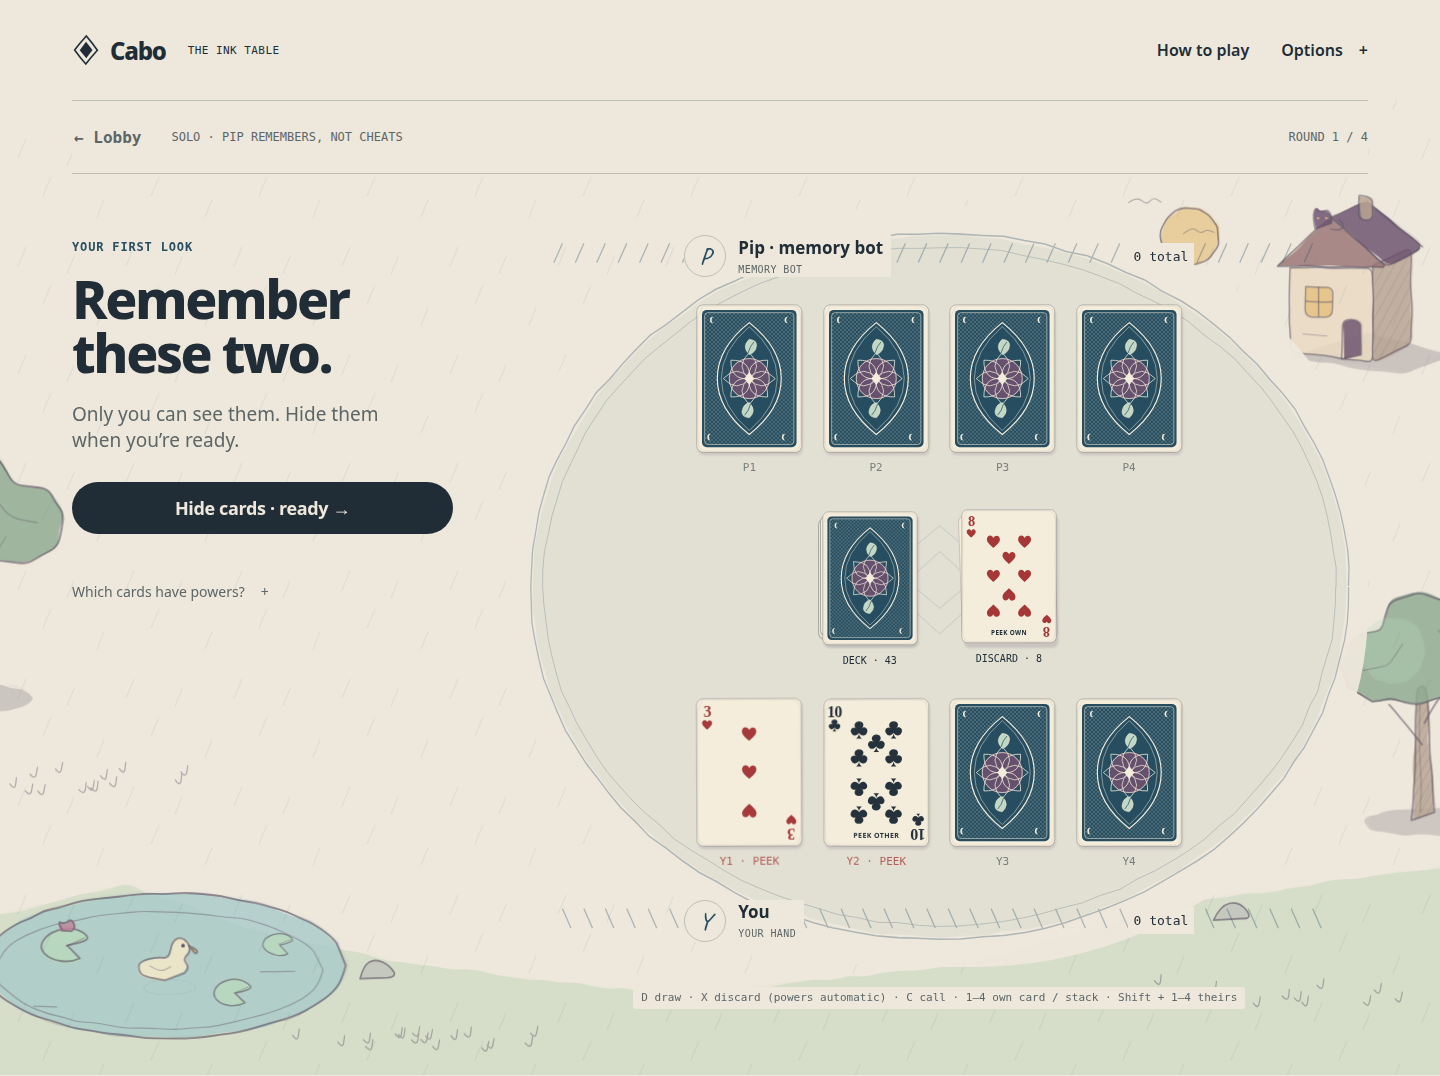 Cabo THE INK TABLE How to play Options +
← Lobby SOLO · PIP REMEMBERS, NOT CHEATS ROUND 1 / 4
YOUR FIRST LOOK
Remember
these two.
Only you can see them. Hide them
when you’re ready.
Hide cards · ready →
Which cards have powers? +
P Pip · memory bot
MEMORY BOT
0 total
P1 P2 P3 P4
8
PEEK OWN 8
DECK · 43 DISCARD · 8
3 10
3 PEEK OTHER 10
Y1 · PEEK Y2 · PEEK Y3 Y4
Y You
YOUR HAND
0 total
D draw · X discard (powers automatic) · C call · 1–4 own card / stack · Shift + 1–4 theirs